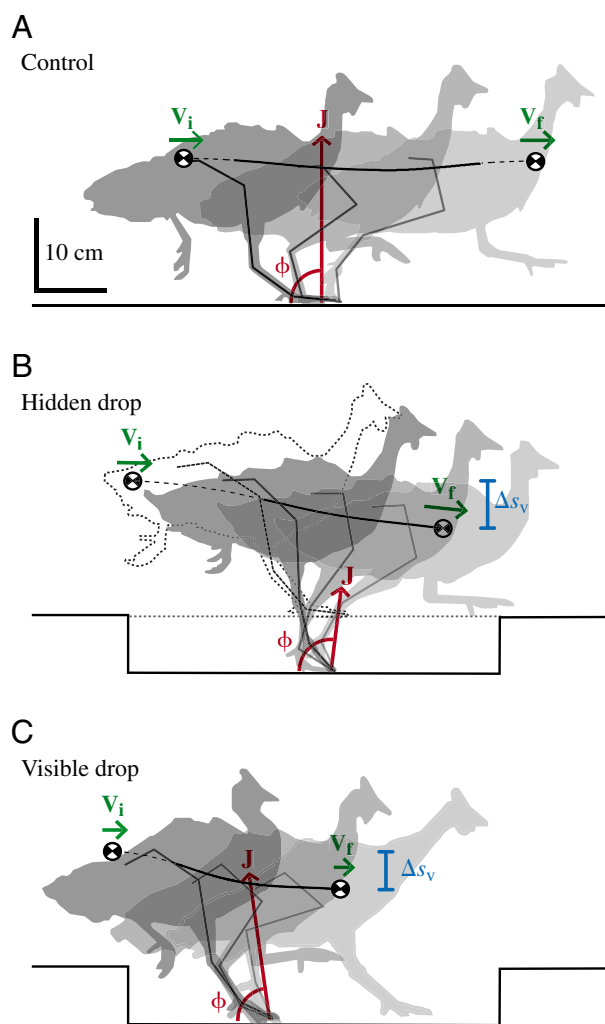 A
Control
Vi
J
Vf
10 cm
ϕ
B
Hidden drop
Vi
Vf
Δsv
J
ϕ
C
Visible drop
Vi
J
Vf
Δsv
ϕ